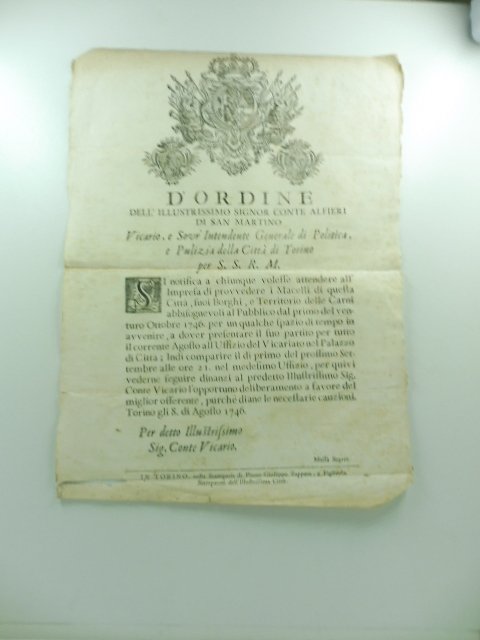 D'ORDINE
DELL' ILLUSTRISSIMO SIGNOR CONTE ALFIERI
DI SAN MARTINO
Vicario, e Sovr' Intendente Generale di Politica,
e Pulizia della Città di Torino
per S. S. R. M.
SI notifica a chiunque volesse attendere all'
Impresa di provvedere i Macelli di questa
Città, suoi Borghi, e Territorio delle Carni
abbisognevoli al Pubblico dal primo del ven-
turo Ottobre 1746. per un qualche spazio di tempo in
avvenire, a dover presentare il suo partito per tutto
il corrente Agosto all' Uffizio del Vicariato nel Palazzo
di Città; Indi comparire il dì primo del prossimo Set-
tembre alle ore 21. nel medesimo Uffizio, per quivi
vederne seguire dinanzi al predetto Illustrissimo Sig.
Conte Vicario l'opportuno deliberamento a favore del
miglior offerente, purche diano le necessarie cauzioni.
Torino gli 8. di Agosto 1746.
Per detto Illustrissimo
Sig. Conte Vicario.
IN TORINO, nella Stamperia di Pietro Giuseppe Zappata, e Figliuolo
Stampatori dell' Illustrissima Città.